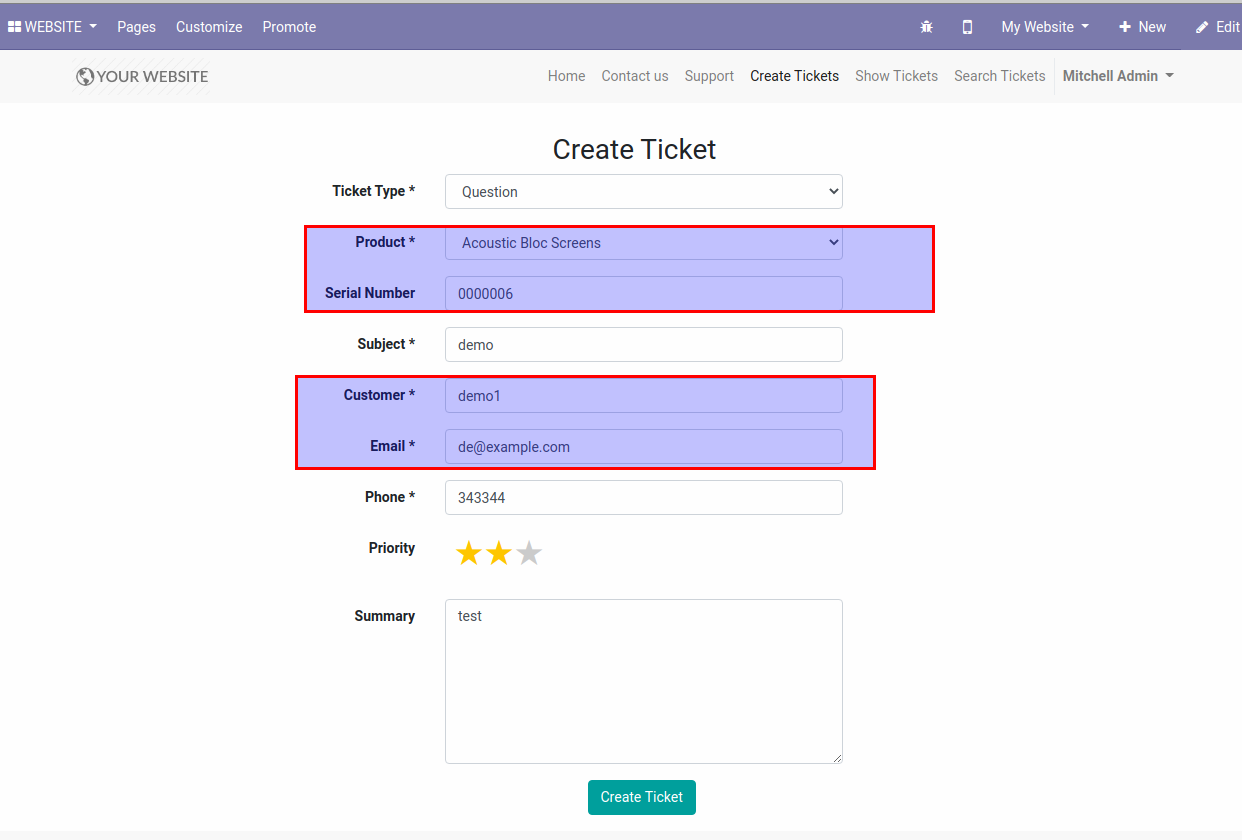 WEBSITE Pages Customize Promote My Website New Edit
YOUR WEBSITE Home Contact us Support Create Tickets Show Tickets Search Tickets Mitchell Admin
Create Ticket
Ticket Type * Question
Product * Acoustic Bloc Screens
Serial Number 0000006
Subject * demo
Customer * demo1
Email * de@example.com
Phone * 343344
Priority
Summary test
Create Ticket